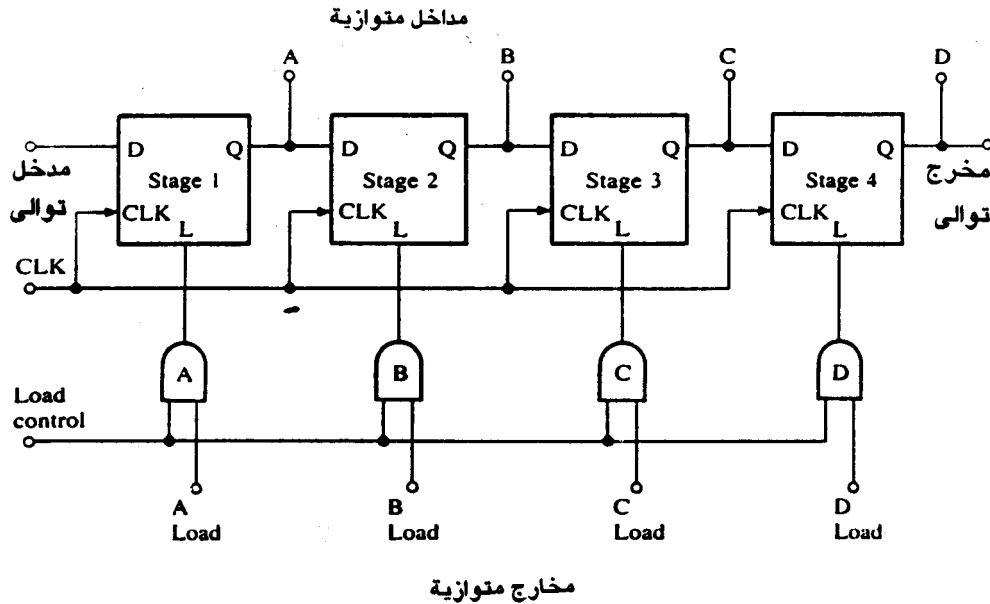 مداخل متوازية
A B C D
D Q D Q D Q D Q
Stage 1 Stage 2 Stage 3 Stage 4
مدخل
توالى
مخرج
توالى
CLK CLK CLK CLK
L L L L
CLK
A B C D
Load
control
A B C D
Load Load Load Load
مخارج متوازية